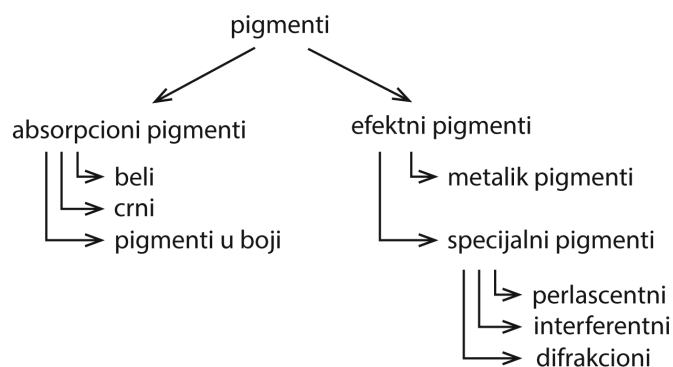 pigmenti
absorpcioni pigmenti
beli
crni
pigmenti u boji
efektni pigmenti
metalik pigmenti
specijalni pigmenti
perlascentni
interferentni
difrakcioni